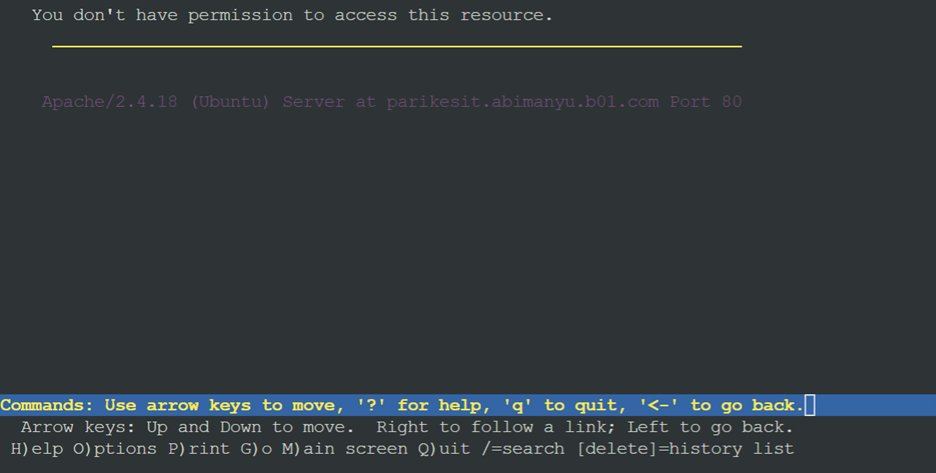 You don't have permission to access this resource.
Apache/2.4.18 (Ubuntu) Server at parikesit.abimanyu.b01.com Port 80
Commands: Use arrow keys to move, '?' for help, 'q' to quit, '<-' to go back.
Arrow keys: Up and Down to move.  Right to follow a link; Left to go back.
H)elp O)ptions P)rint G)o M)ain screen Q)uit /=search [delete]=history list